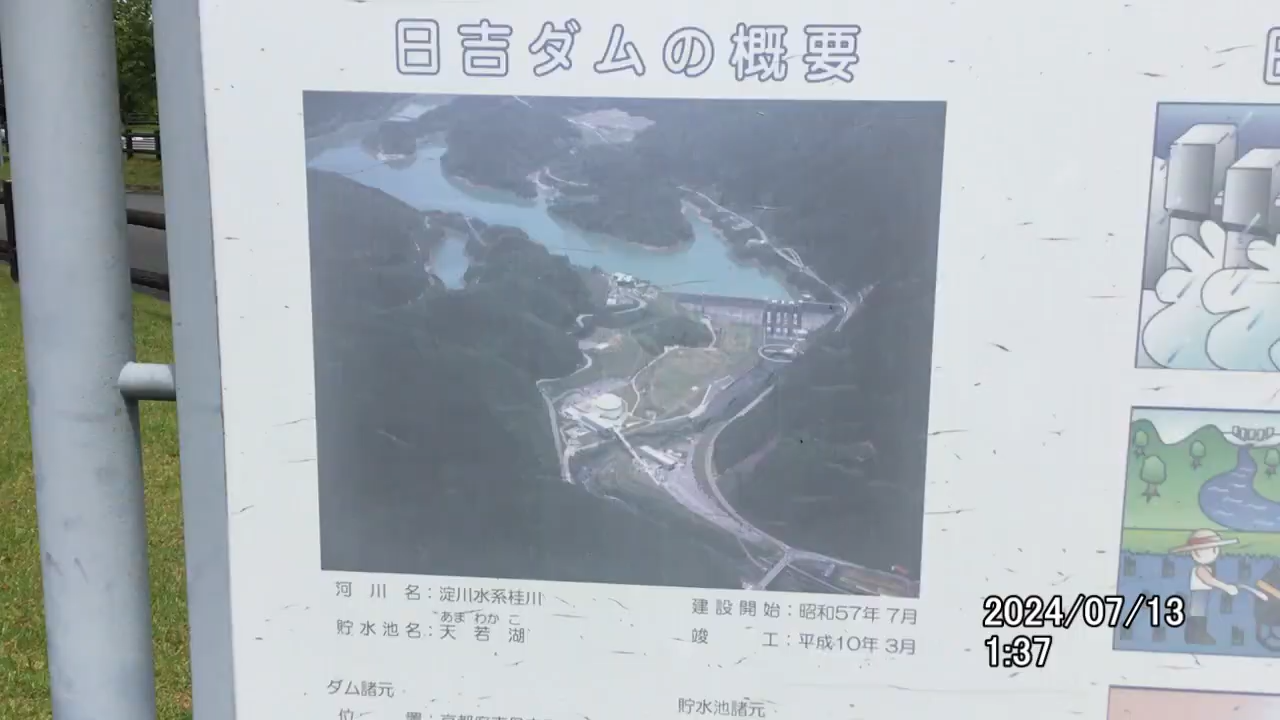 日吉ダムの概要
河川名：淀川水系桂川
あまわかこ
貯水池名：天若湖
建設開始：昭和57年7月
竣工：平成10年3月
ダム諸元
位置：
貯水池諸元
2024/07/13
1:37